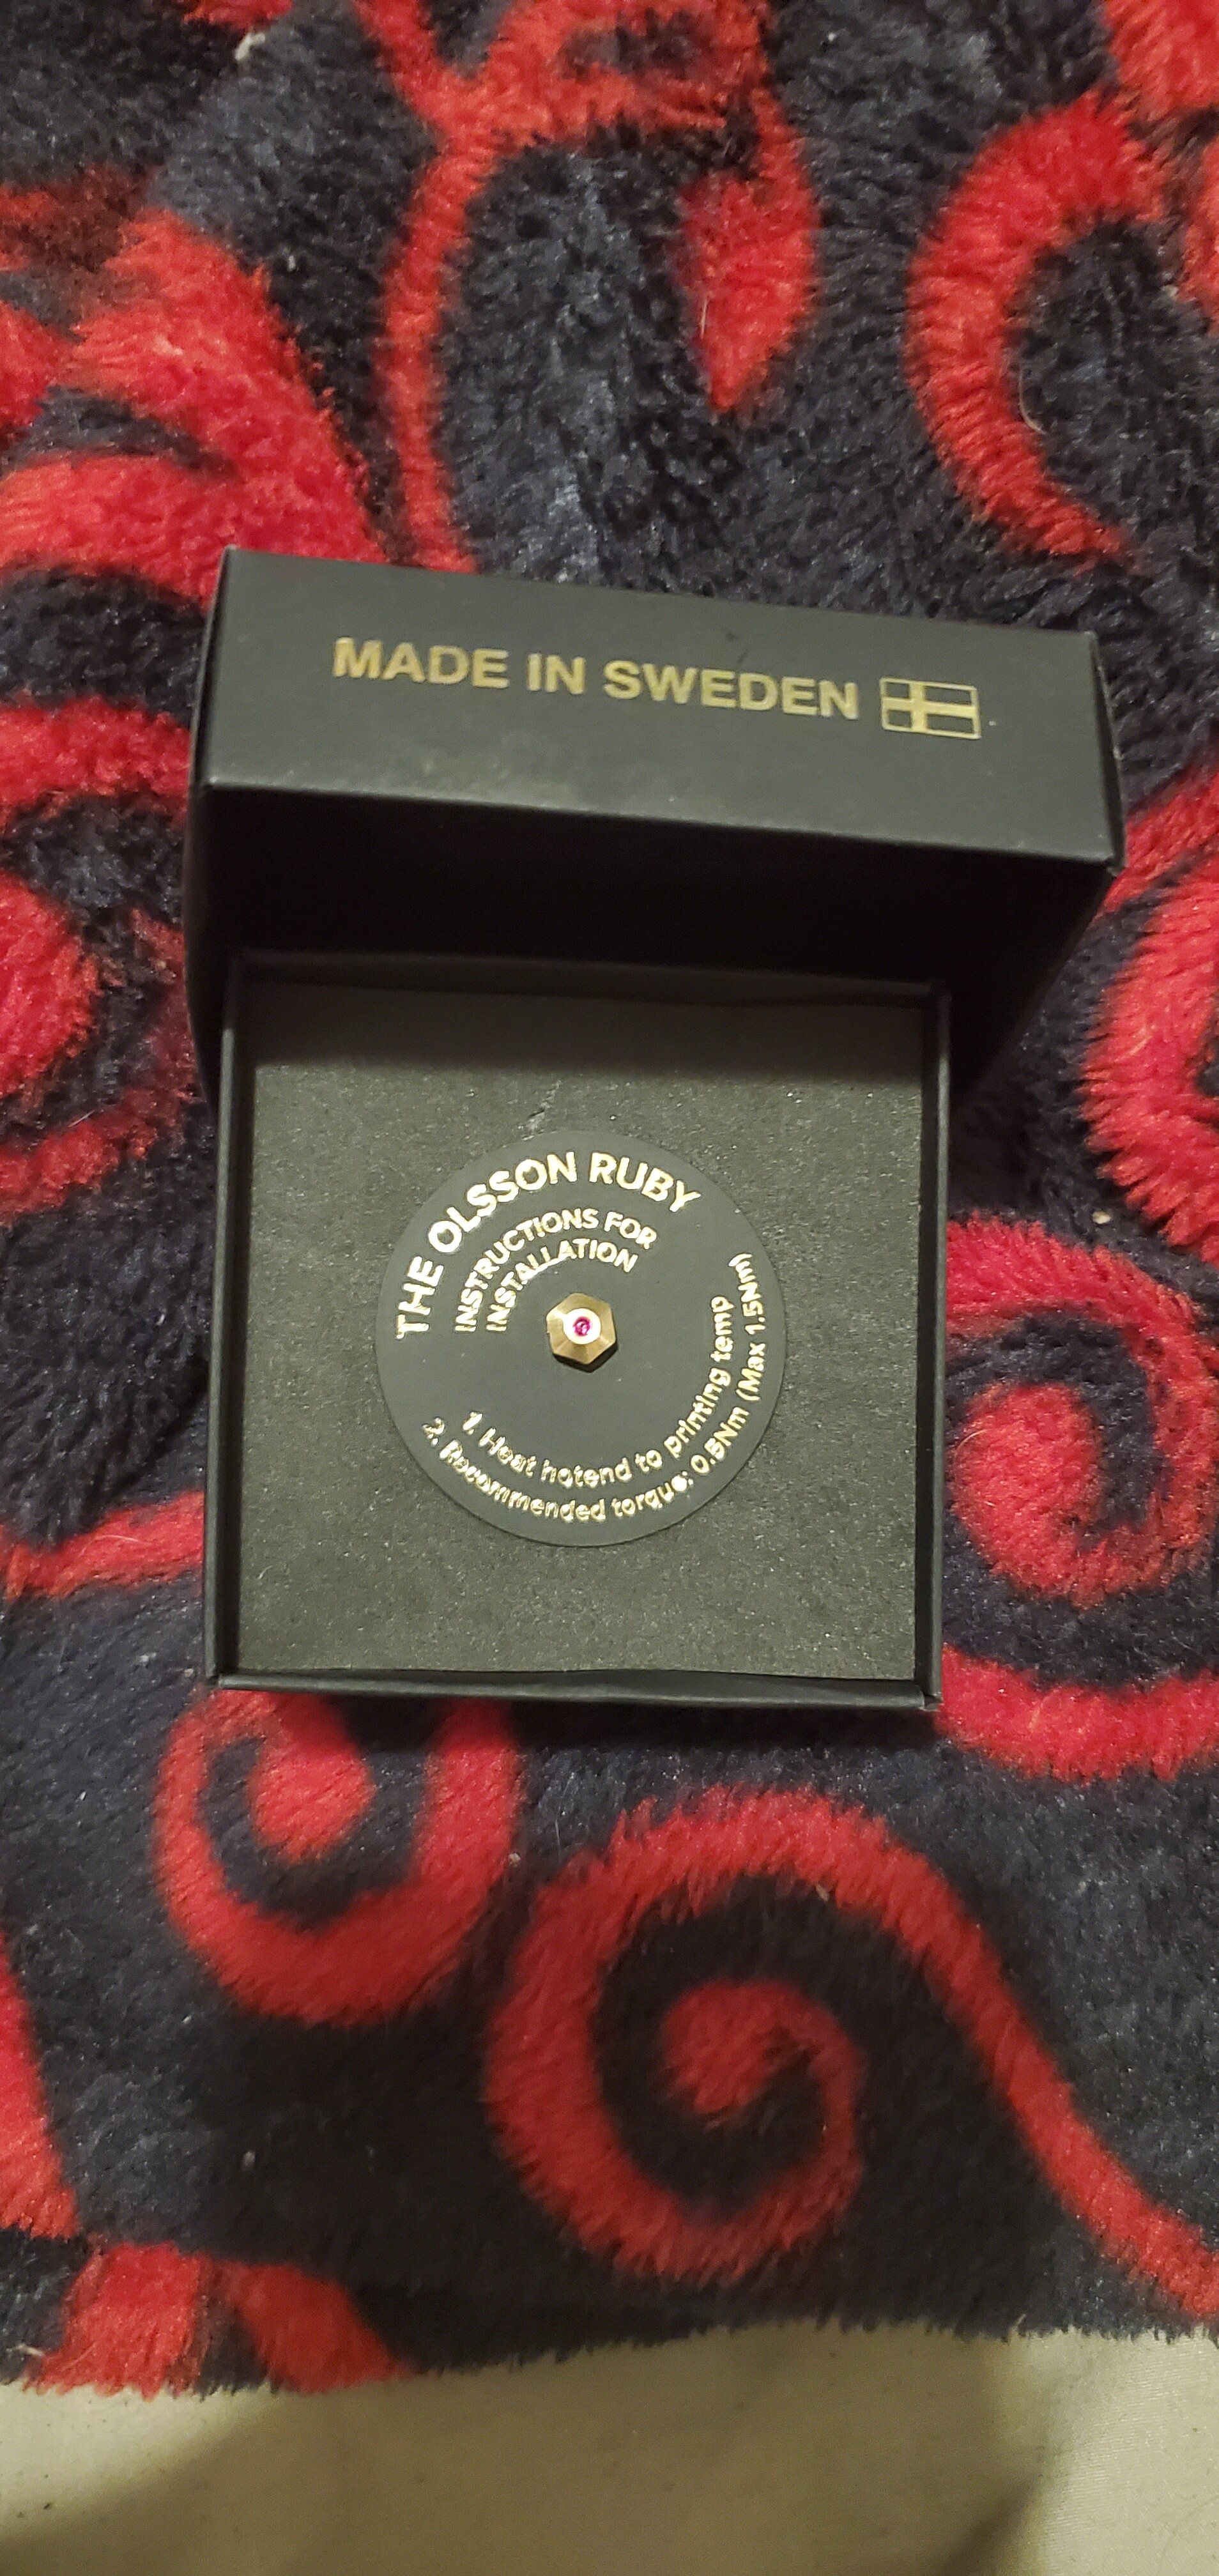 MADE IN SWEDEN
THE OLSSON RUBY
INSTRUCTIONS FOR
INSTALLATION
1. Heat hotend to printing temp
2. Recommended torque: 0.5Nm (Max 1.5Nm)